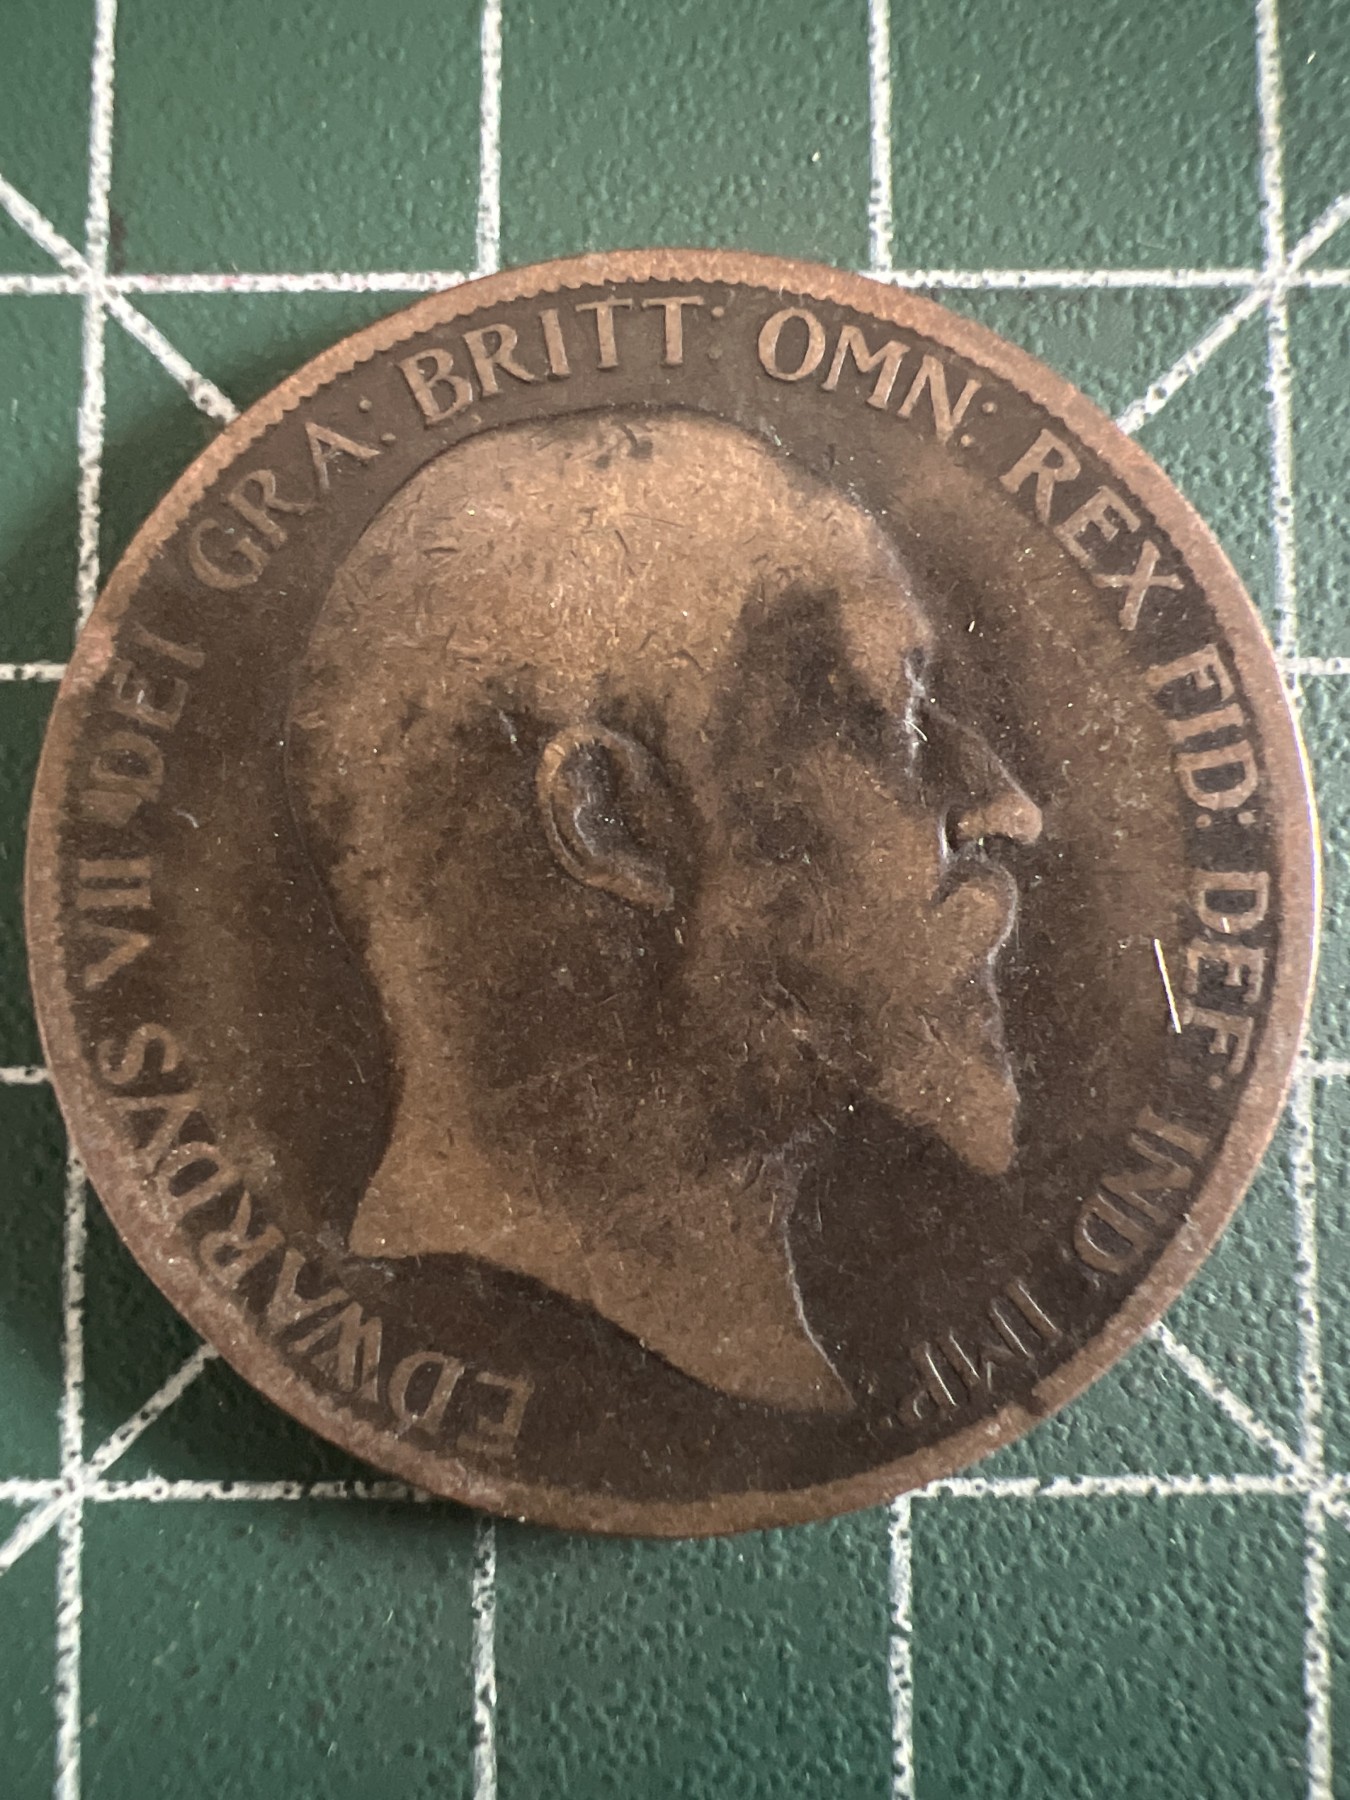 EDWARDVS VII DEI GRA: BRITT: OMN: REX FID: DEF: IND: IMP: